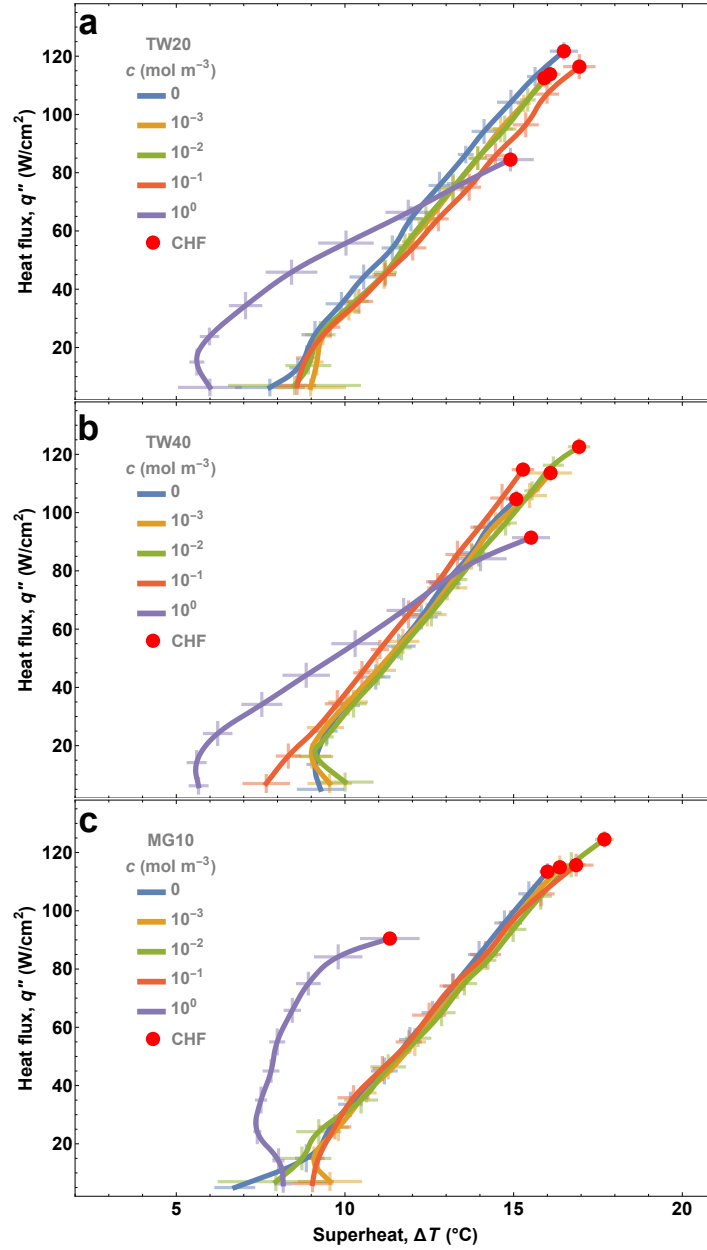 a
TW20
c (mol m⁻³)
0
10⁻³
10⁻²
10⁻¹
10⁰
CHF
Heat flux, q″ (W/cm²)
120
100
80
60
40
20
b
TW40
c (mol m⁻³)
0
10⁻³
10⁻²
10⁻¹
10⁰
CHF
Heat flux, q″ (W/cm²)
120
100
80
60
40
20
c
MG10
c (mol m⁻³)
0
10⁻³
10⁻²
10⁻¹
10⁰
CHF
Heat flux, q″ (W/cm²)
120
100
80
60
40
20
5 10 15 20
Superheat, ΔT (°C)